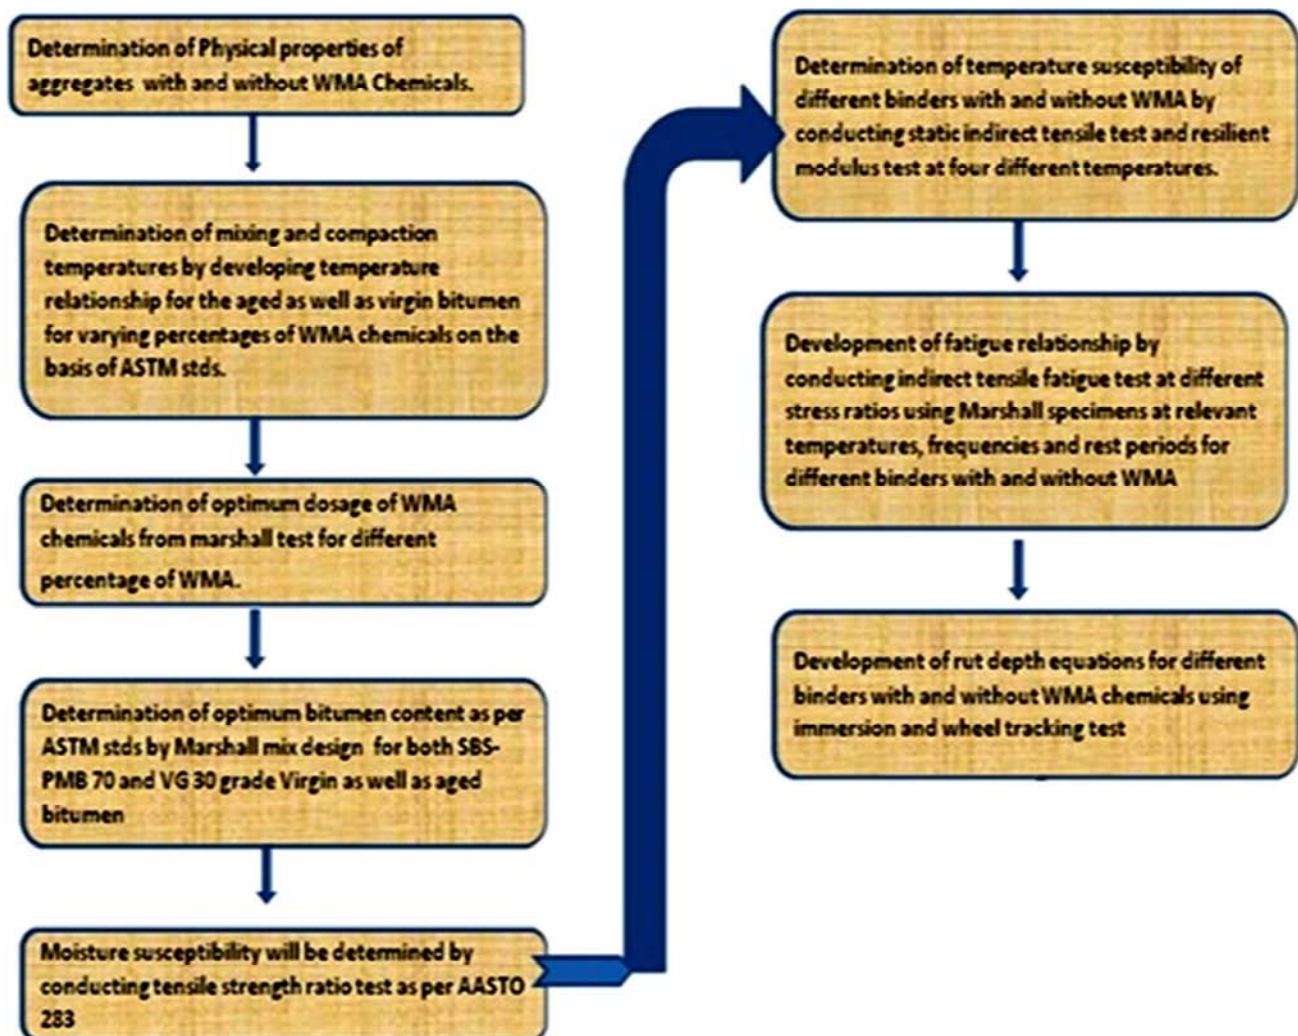 Determination of Physical properties of
aggregates with and without WMA Chemicals.
Determination of mixing and compaction
temperatures by developing temperature
relationship for the aged as well as virgin bitumen
for varying percentages of WMA chemicals on the
basis of ASTM stds.
Determination of optimum dosage of WMA
chemicals from marshall test for different
percentage of WMA.
Determination of optimum bitumen content as per
ASTM stds by Marshall mix design for both SBS-
PMB 70 and VG 30 grade Virgin as well as aged
bitumen
Moisture susceptibility will be determined by
conducting tensile strength ratio test as per AASTO
283
Determination of temperature susceptibility of
different binders with and without WMA by
conducting static indirect tensile test and resilient
modulus test at four different temperatures.
Development of fatigue relationship by
conducting indirect tensile fatigue test at different
stress ratios using Marshall specimens at relevant
temperatures, frequencies and rest periods for
different binders with and without WMA
Development of rut depth equations for different
binders with and without WMA chemicals using
immersion and wheel tracking test